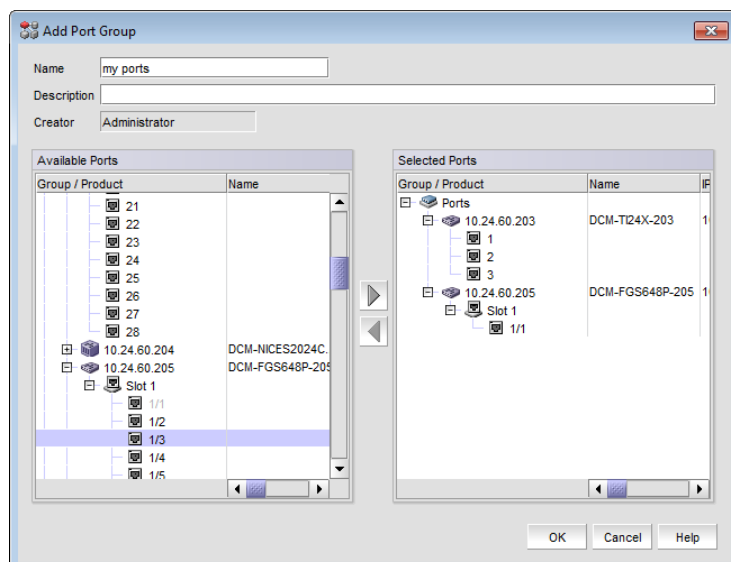 Add Port Group
Name my ports
Description
Creator Administrator
Available Ports
Group / Product Name
21
22
23
24
25
26
27
28
10.24.60.204 DCM-NICES2024C.
10.24.60.205 DCM-FGS648P-205
Slot 1
1/1
1/2
1/3
1/4
1/5
Selected Ports
Group / Product Name IP
Ports
10.24.60.203 DCM-TI24X-203 1
1
2
3
10.24.60.205 DCM-FGS648P-205 1
Slot 1
1/1
OK Cancel Help